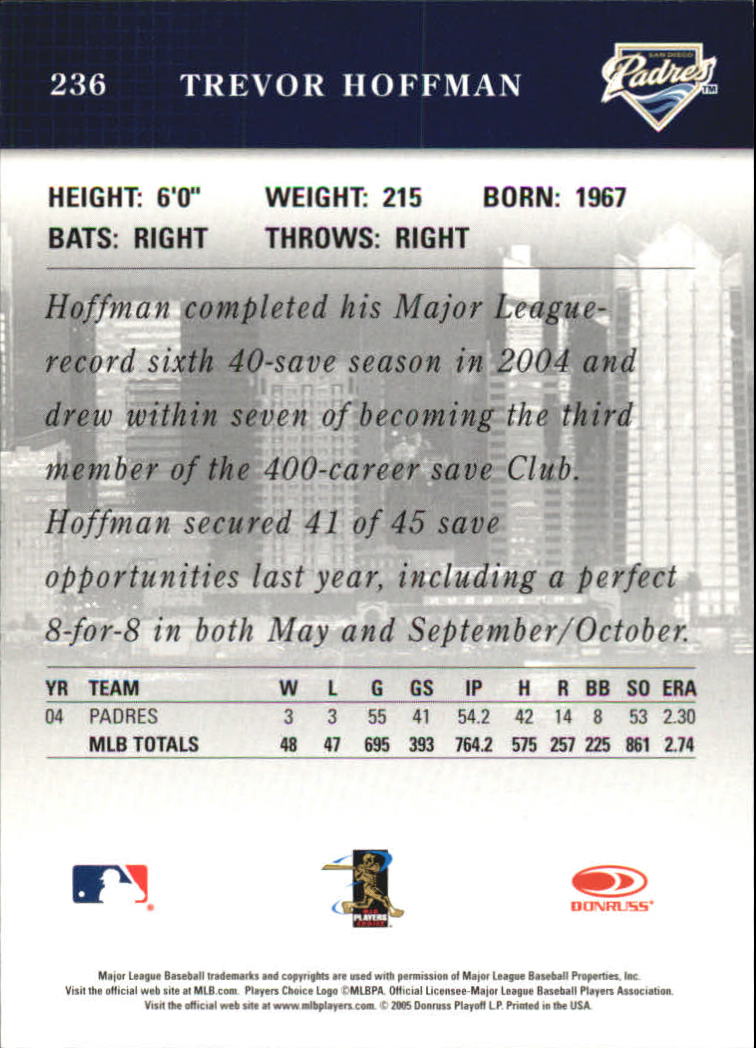 236 TREVOR HOFFMAN
SAN DIEGO
Padres
TM
HEIGHT: 6'0" WEIGHT: 215 BORN: 1967
BATS: RIGHT THROWS: RIGHT
Hoffman completed his Major League-
record sixth 40-save season in 2004 and
drew within seven of becoming the third
member of the 400-career save Club.
Hoffman secured 41 of 45 save
opportunities last year, including a perfect
8-for-8 in both May and September/October.
YR TEAM W L G GS IP H R BB SO ERA
04 PADRES 3 3 55 41 54.2 42 14 8 53 2.30
MLB TOTALS 48 47 695 393 764.2 575 257 225 861 2.74
MLB
PLAYERS
CHOICE
DONRUSS
Major League Baseball trademarks and copyrights are used with permission of Major League Baseball Properties, Inc.
Visit the official web site at MLB.com. Players Choice Logo ©MLBPA. Official Licensee-Major League Baseball Players Association.
Visit the official web site at www.mlbplayers.com. © 2005 Donruss Playoff L.P. Printed in the USA.